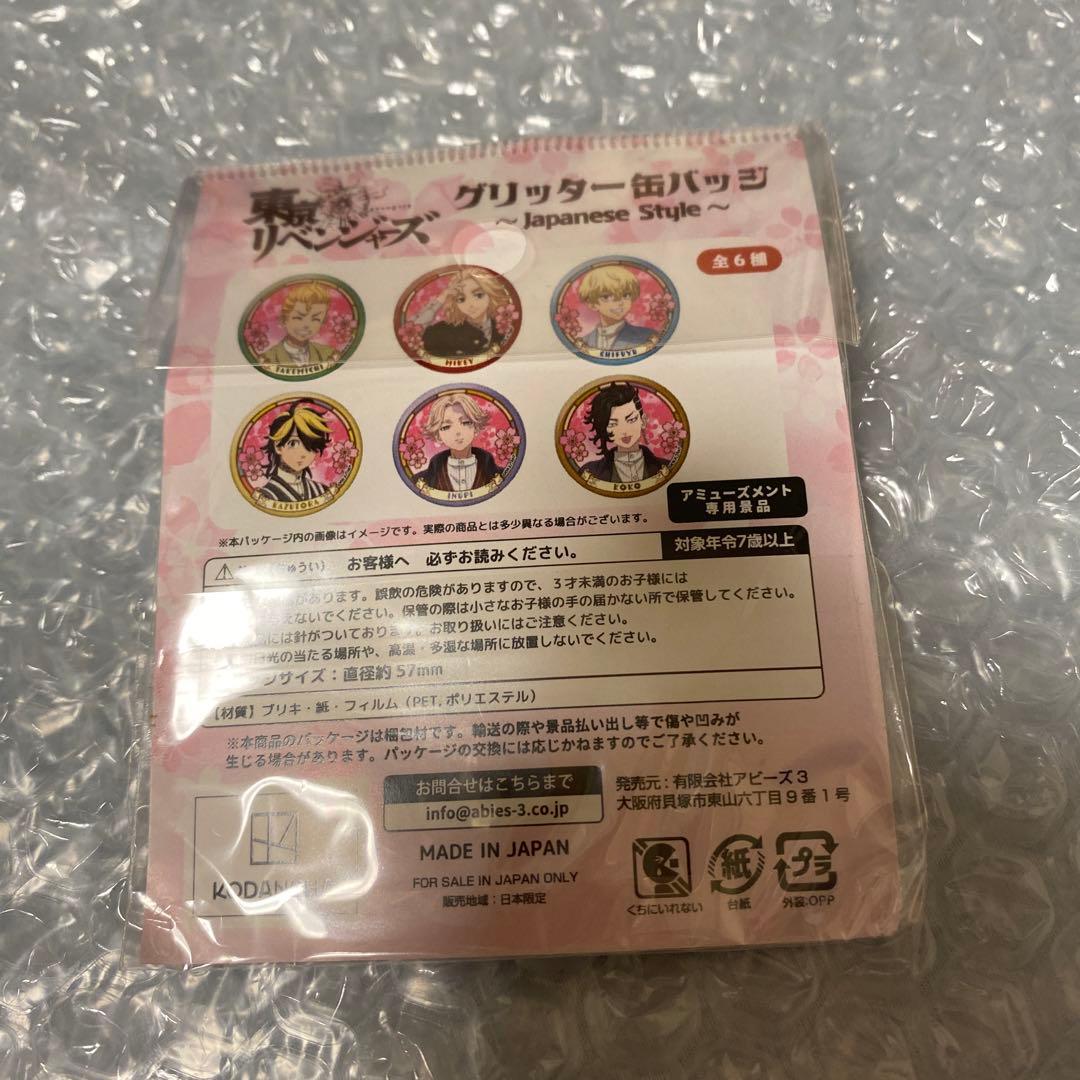 東京
リベンジャーズ
グリッター缶バッジ
～Japanese Style～
全6種
TAKEMICHI
MIKEY
CHIFUYU
KAZUTORA
INUPI
KOKO
アミューズメント
専用景品
※本パッケージ内の画像はイメージです。実際の商品とは多少異なる場合がございます。
対象年令7歳以上
お客様へ 必ずお読みください。
があります。誤飲の危険がありますので、3才未満のお子様には
ないでください。保管の際は小さなお子様の手の届かない所で保管してください。
には針がついております。お取り扱いにはご注意ください。
光の当たる場所や、高温・多湿な場所に放置しないでください。
サイズ：直径約57mm
【材質】ブリキ・紙・フィルム（PET,ポリエステル）
※本商品のパッケージは梱包材です。輸送の際や景品払い出し等で傷や凹みが
生じる場合があります。パッケージの交換には応じかねますのでご了承ください。
お問合せはこちらまで
info@abies-3.co.jp
発売元：有限会社アビーズ3
大阪府貝塚市東山六丁目9番1号
KODANSHA
MADE IN JAPAN
FOR SALE IN JAPAN ONLY
販売地域：日本限定
くちにいれない
紙
台紙
プラ
外装:OPP